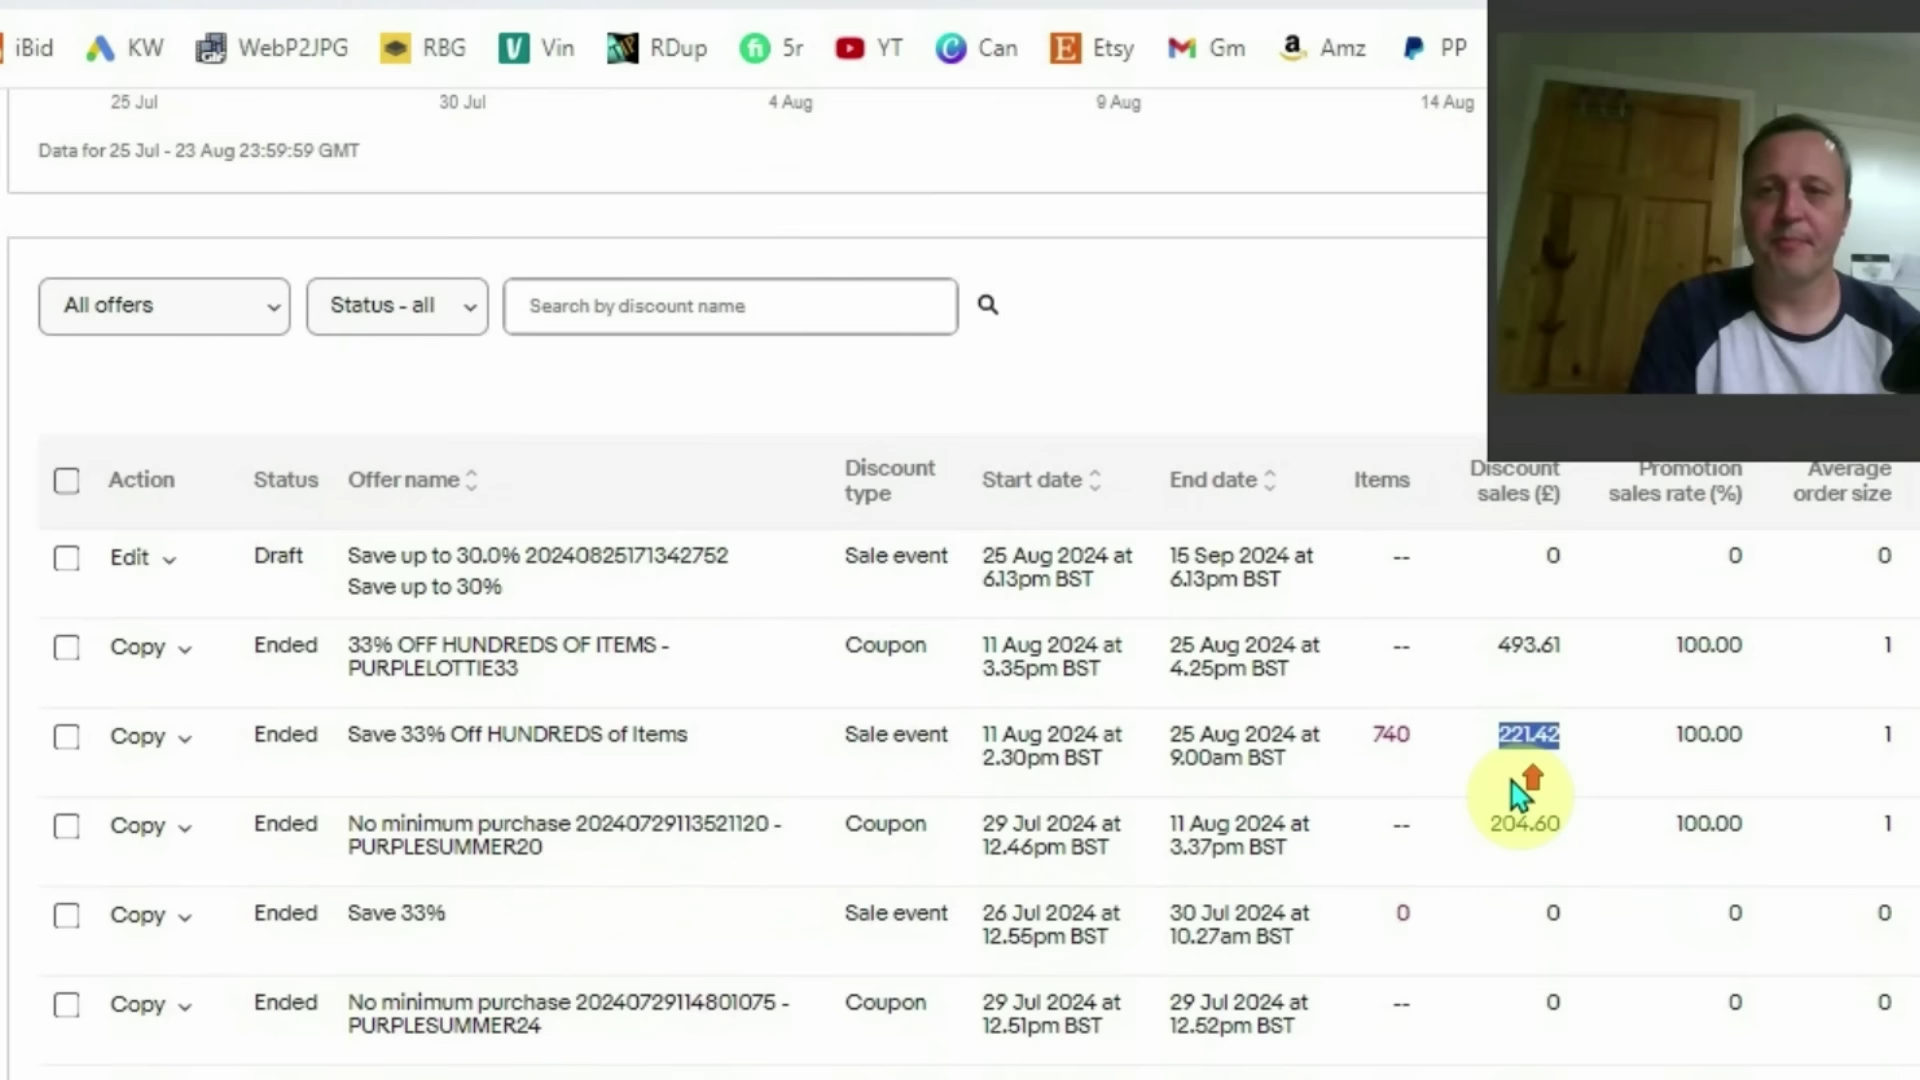 iBid KW WebP2JPG RBG Vin RDup 5r YT Can Etsy Gm Amz PP
25 Jul 30 Jul 4 Aug 9 Aug 14 Aug
Data for 25 Jul - 23 Aug 23:59:59 GMT
All offers Status - all Search by discount name
Action Status Offer name Discount type Start date End date Items Discount sales (£) Promotion sales rate (%) Average order size
Edit Draft Save up to 30.0% 20240825171342752 Sale event 25 Aug 2024 at 15 Sep 2024 at -- 0 0 0
Save up to 30% 6.13pm BST 6.13pm BST
Copy Ended 33% OFF HUNDREDS OF ITEMS - Coupon 11 Aug 2024 at 25 Aug 2024 at -- 493.61 100.00 1
PURPLELOTTIE33 3.35pm BST 4.25pm BST
Copy Ended Save 33% Off HUNDREDS of Items Sale event 11 Aug 2024 at 25 Aug 2024 at 740 221.42 100.00 1
2.30pm BST 9.00am BST
Copy Ended No minimum purchase 20240729113521120 - Coupon 29 Jul 2024 at 11 Aug 2024 at -- 204.60 100.00 1
PURPLESUMMER20 12.46pm BST 3.37pm BST
Copy Ended Save 33% Sale event 26 Jul 2024 at 30 Jul 2024 at 0 0 0 0
12.55pm BST 10.27am BST
Copy Ended No minimum purchase 20240729114801075 - Coupon 29 Jul 2024 at 29 Jul 2024 at -- 0 0 0
PURPLESUMMER24 12.51pm BST 12.52pm BST